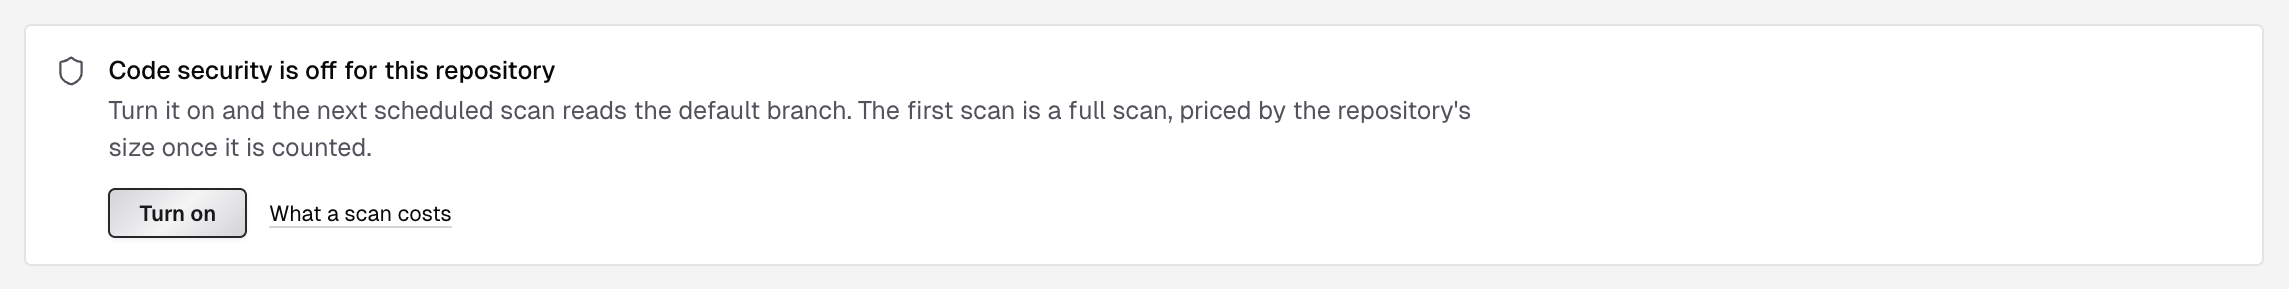 Code security is off for this repository
Turn it on and the next scheduled scan reads the default branch. The first scan is a full scan, priced by the repository's
size once it is counted.
Turn on
What a scan costs